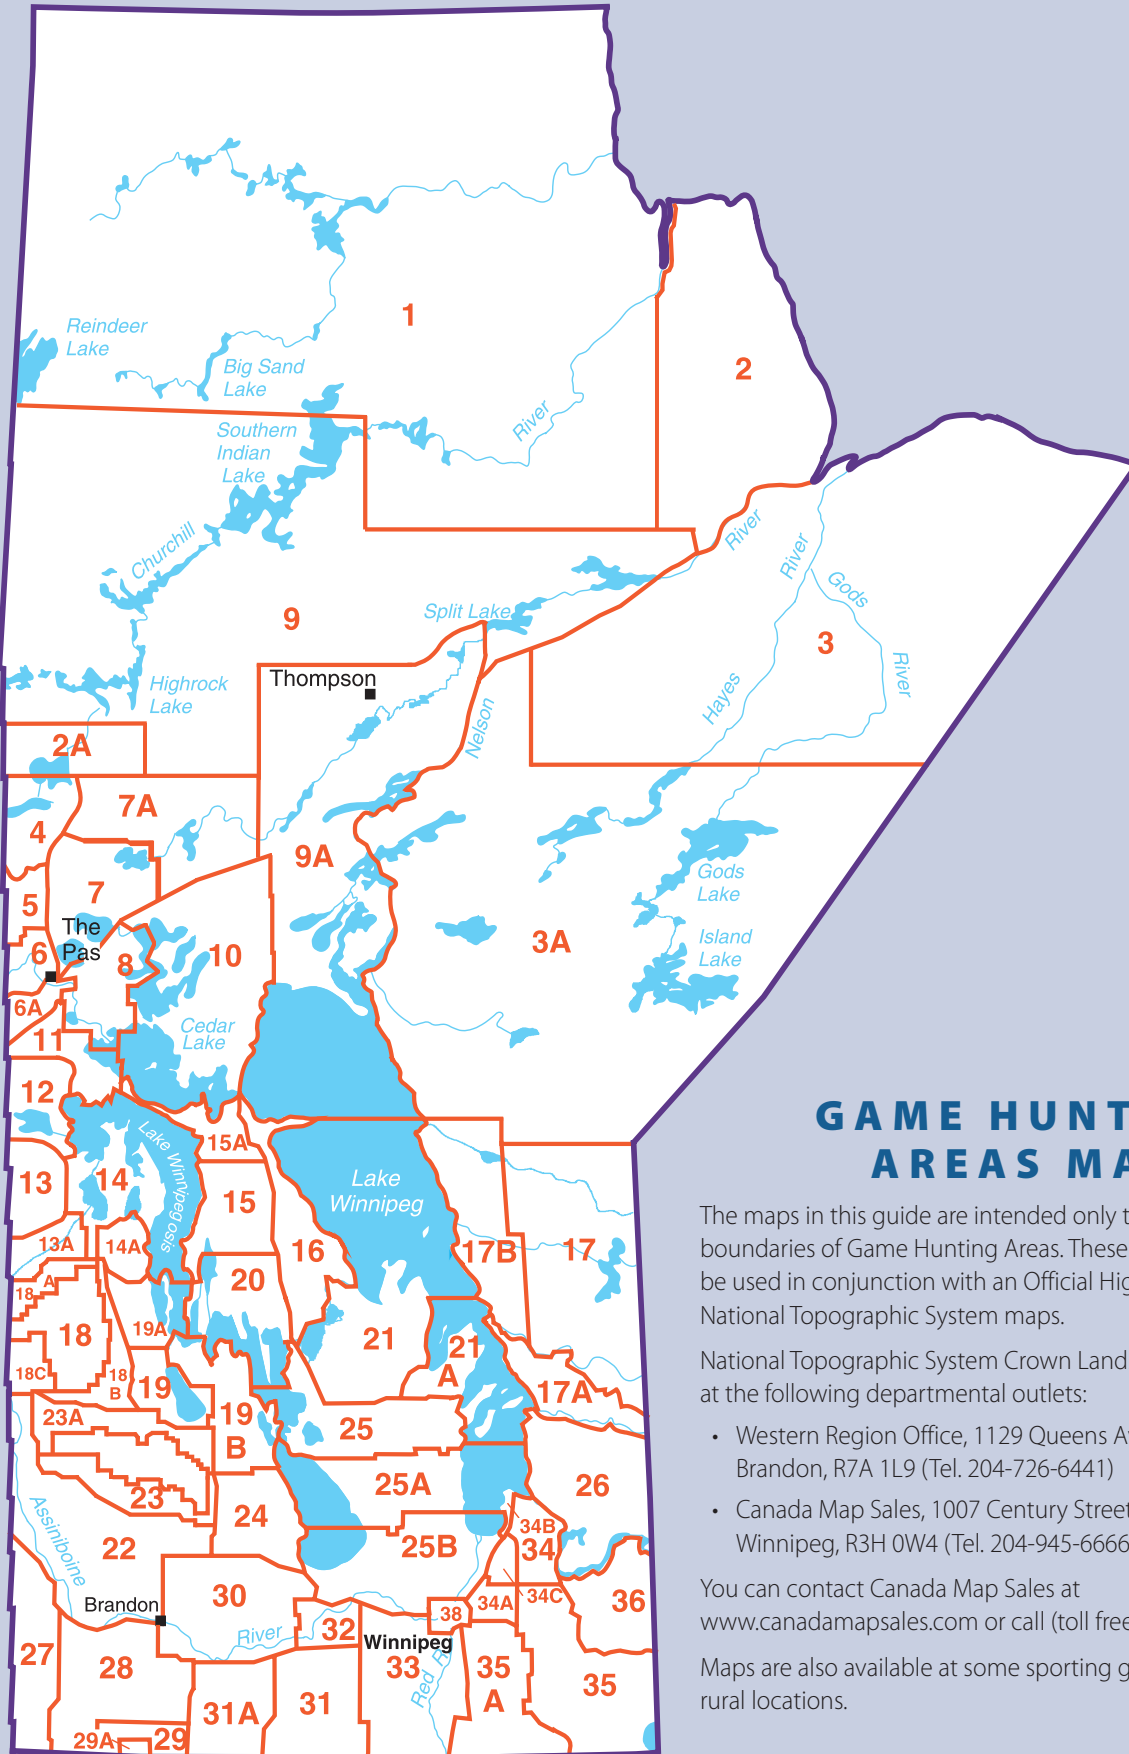 1
Reindeer
Lake
Big Sand
Lake
2
Southern
Indian
Lake
River
Churchill
River
River
Gods
9
Split Lake
3
River
Highrock
Lake
Thompson
Hayes
Nelson
2A
7A
4
9A
Gods
Lake
7
5
The
Pas
6
8
10
3A
Island
Lake
6A
11
Cedar
Lake
12
GAME HUNT
AREAS MA
Lake Winnipegosis
15A
13
14
15
Lake
Winnipeg
The maps in this guide are intended only t
13A
14A
16
17B
17
boundaries of Game Hunting Areas. These
A
18
20
be used in conjunction with an Official Hig
National Topographic System maps.
18
19A
21
21
A
National Topographic System Crown Land
18C
18
B
19
17A
at the following departmental outlets:
23A
19
B
25
• Western Region Office, 1129 Queens A
Brandon, R7A 1L9 (Tel. 204-726-6441)
23
25A
26
Assiniboine
24
• Canada Map Sales, 1007 Century Street
34B
Winnipeg, R3H 0W4 (Tel. 204-945-6666
22
25B
34
You can contact Canada Map Sales at
30
34A
34C
36
Brandon
38
www.canadamapsales.com or call (toll free
River
32
Winnipeg
27
28
33
Red R
35
A
35
Maps are also available at some sporting g
rural locations.
31A
31
29A
29